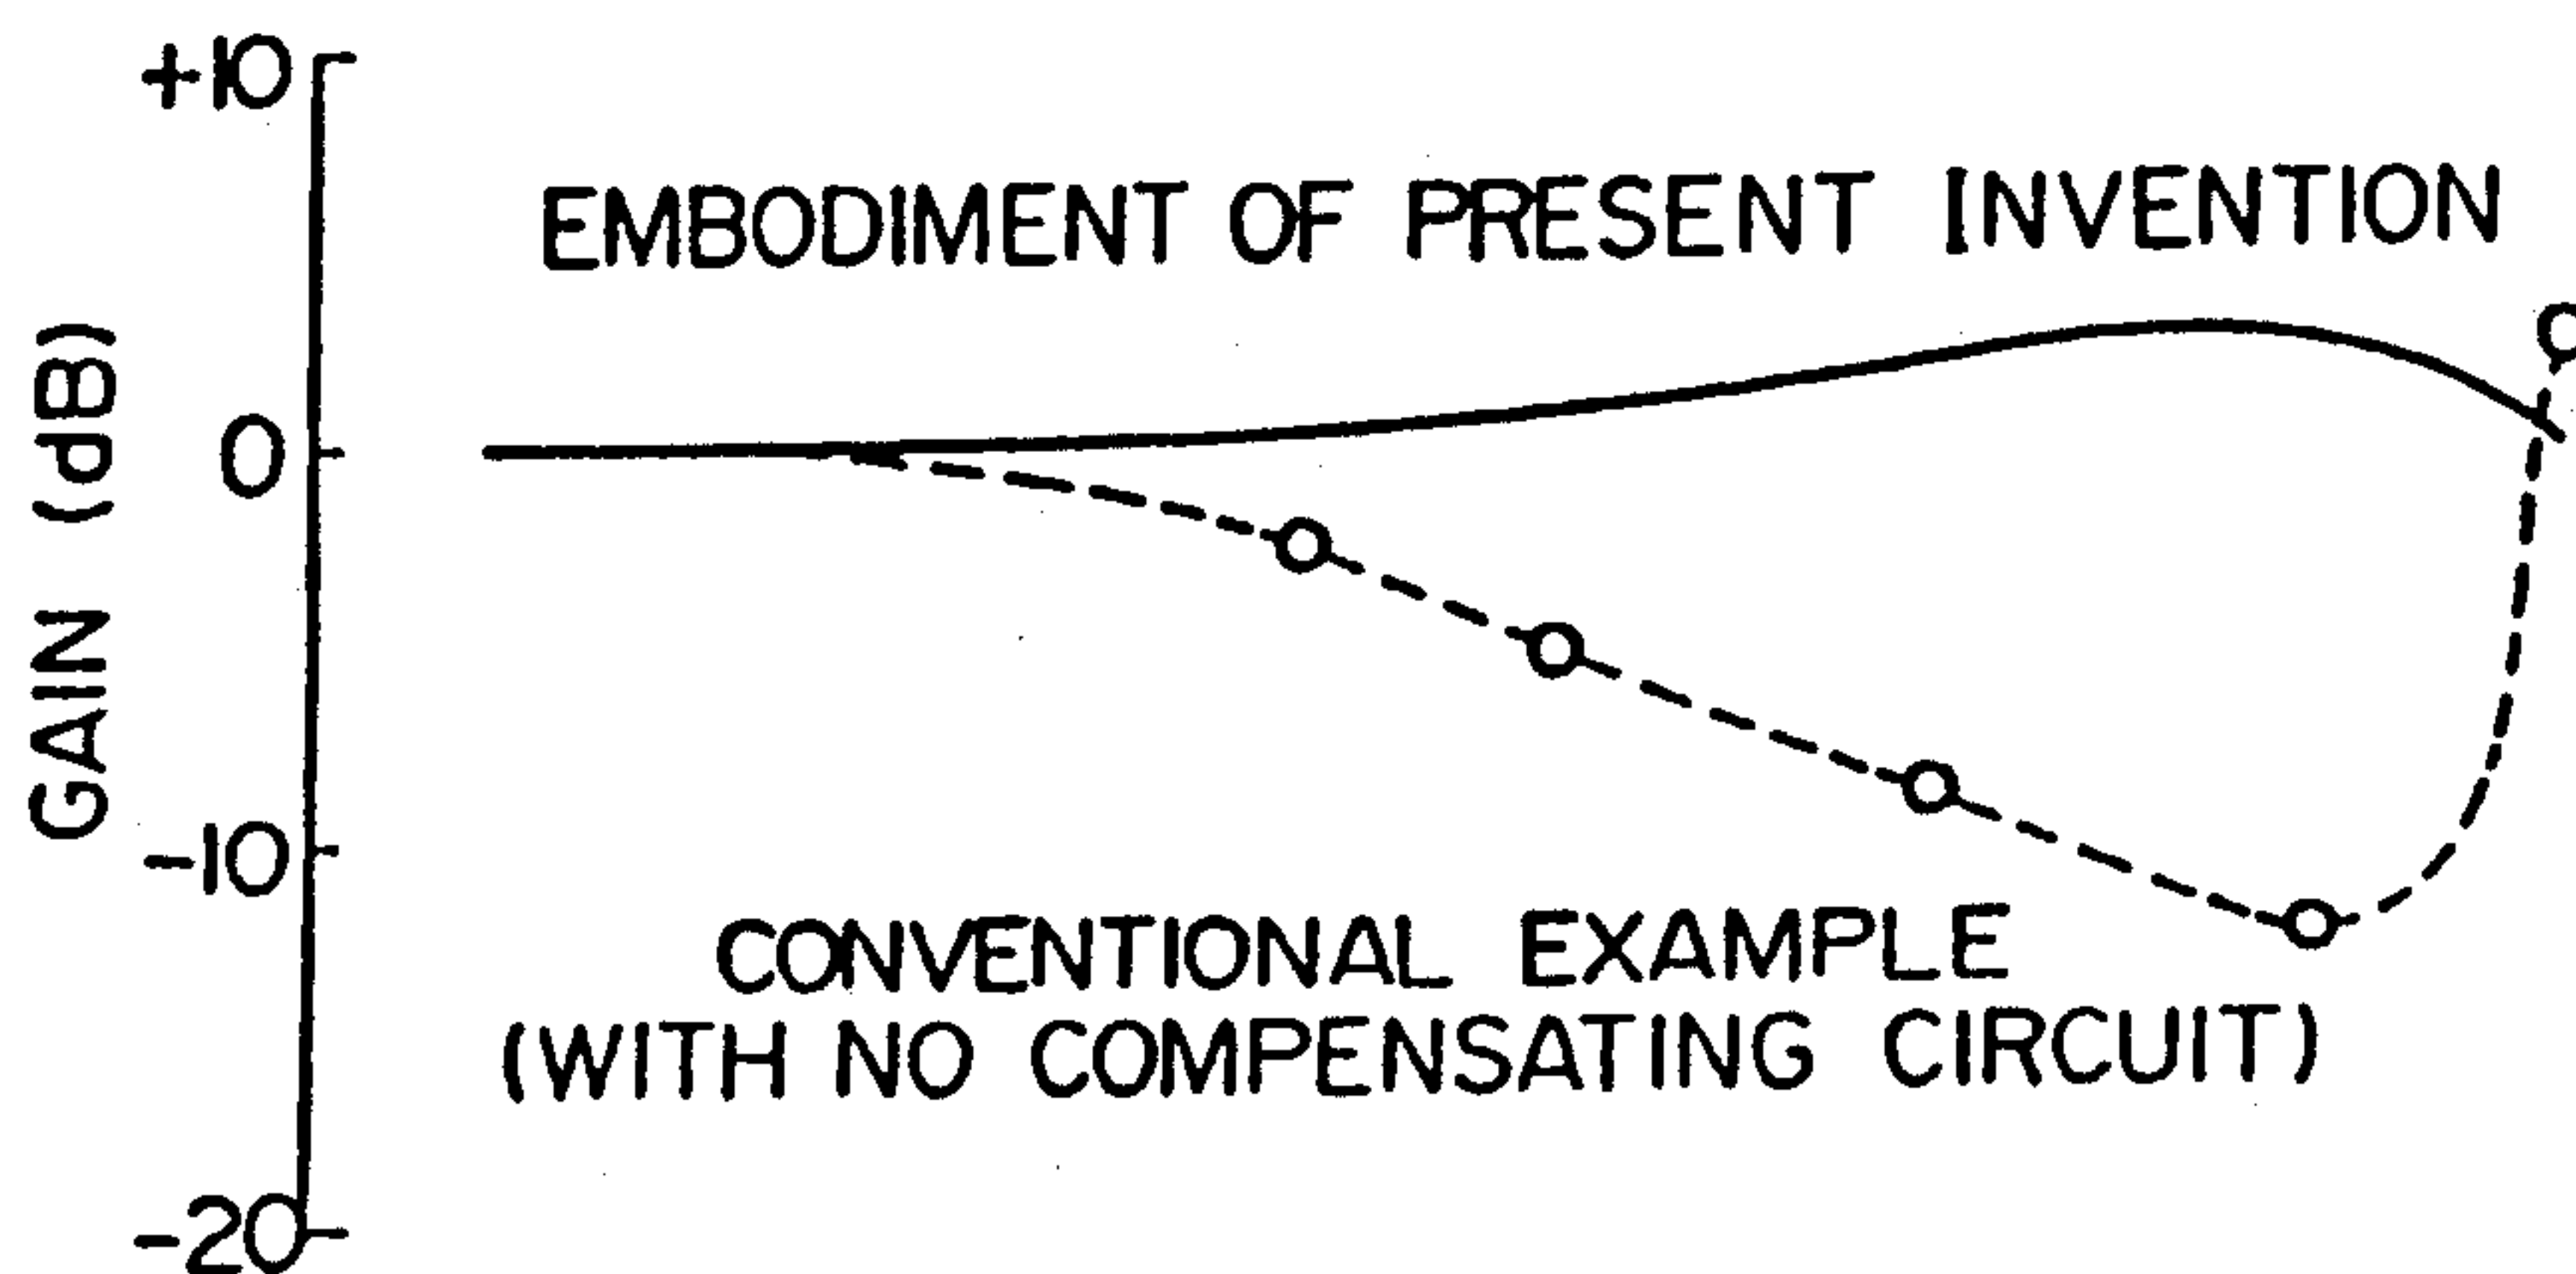 +10
EMBODIMENT OF PRESENT INVENTION
GAIN (dB)
0
-10
CONVENTIONAL EXAMPLE
(WITH NO COMPENSATING CIRCUIT)
-20